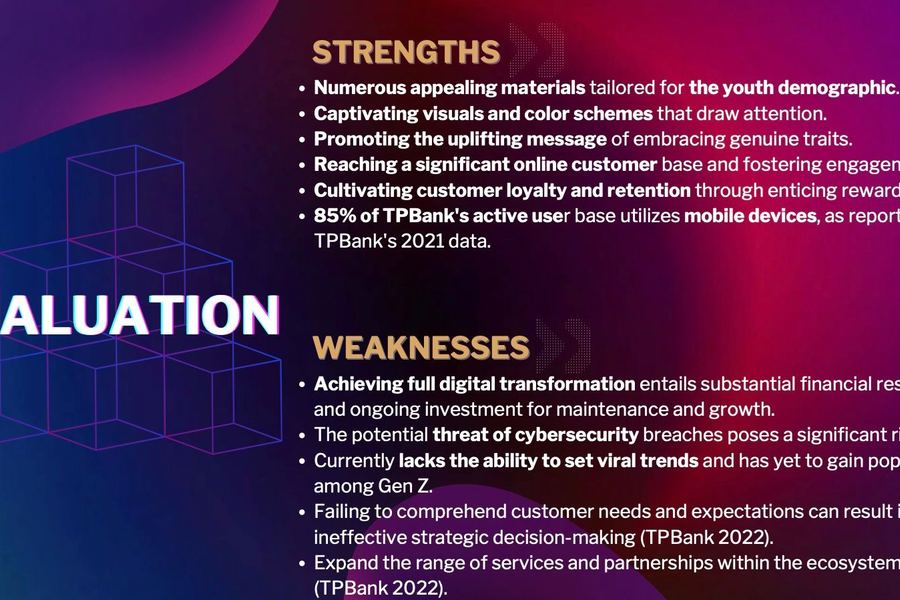 STRENGTHS
• Numerous appealing materials tailored for the youth demographic.
• Captivating visuals and color schemes that draw attention.
• Promoting the uplifting message of embracing genuine traits.
• Reaching a significant online customer base and fostering engagen
• Cultivating customer loyalty and retention through enticing reward
• 85% of TPBank's active user base utilizes mobile devices, as report
TPBank's 2021 data.
ALUATION
WEAKNESSES
• Achieving full digital transformation entails substantial financial res
and ongoing investment for maintenance and growth.
• The potential threat of cybersecurity breaches poses a significant ri
• Currently lacks the ability to set viral trends and has yet to gain pop
among Gen Z.
• Failing to comprehend customer needs and expectations can result i
ineffective strategic decision-making (TPBank 2022).
• Expand the range of services and partnerships within the ecosystem
(TPBank 2022).